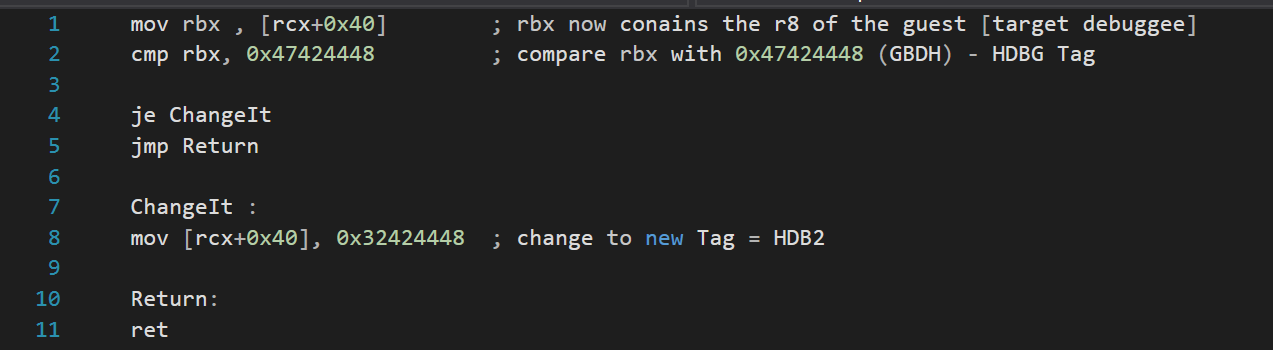 1 mov rbx , [rcx+0x40] ; rbx now conains the r8 of the guest [target debuggee]
2 cmp rbx, 0x47424448 ; compare rbx with 0x47424448 (GBDH) - HDBG Tag
3
4 je ChangeIt
5 jmp Return
6
7 ChangeIt :
8 mov [rcx+0x40], 0x32424448 ; change to new Tag = HDB2
9
10 Return:
11 ret